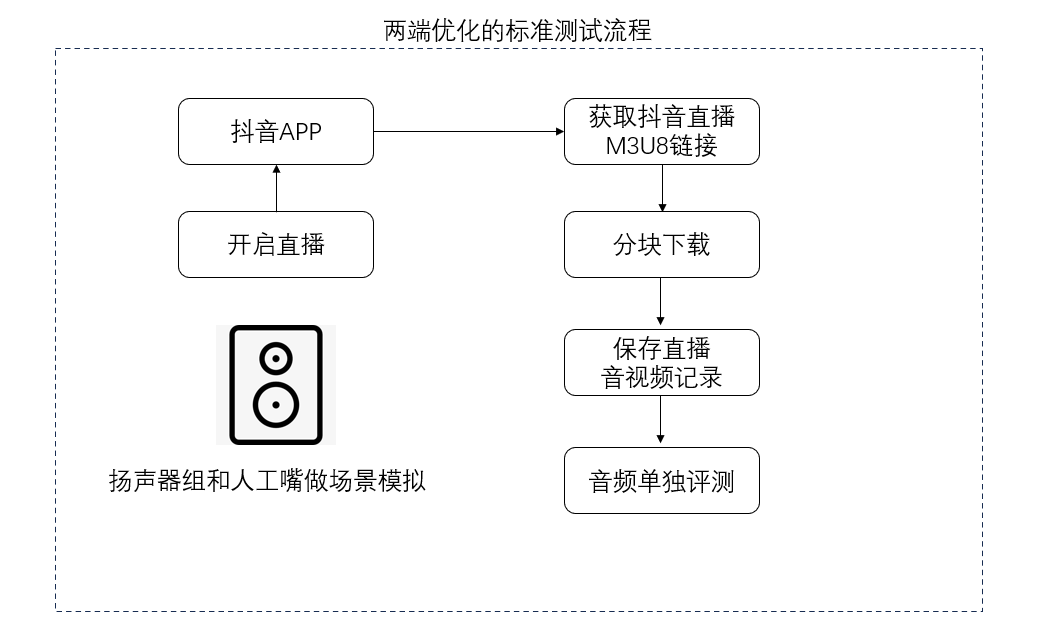 两端优化的标准测试流程
抖音APP
获取抖音直播
M3U8链接
开启直播
分块下载
保存直播
音视频记录
扬声器组和人工嘴做场景模拟
音频单独评测